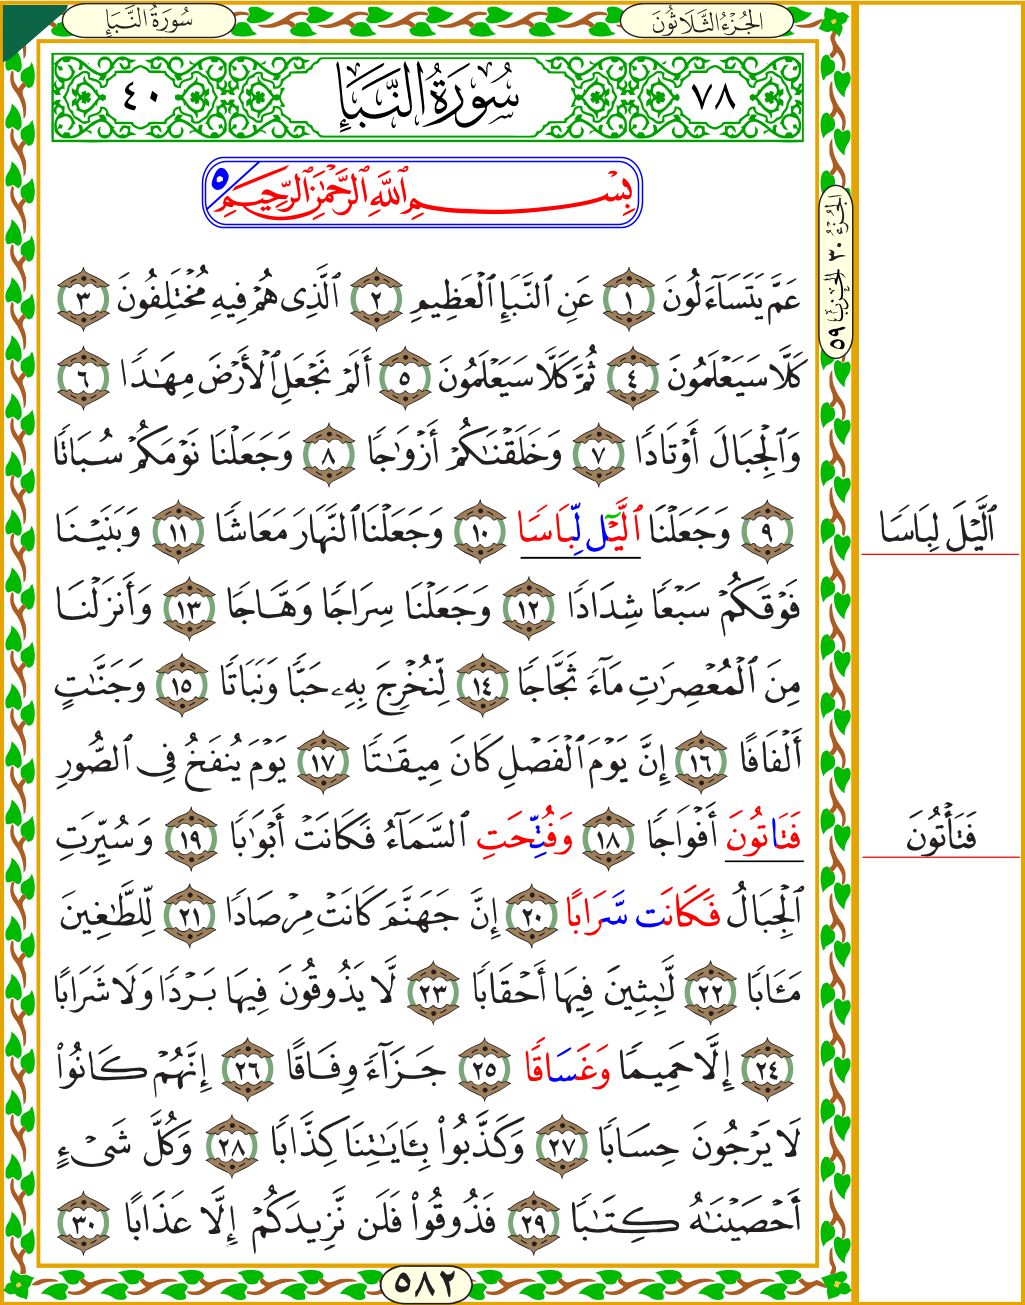 سُورَةُ النَّبَإِ
الجُزْءُ الثَّلَاثُونَ
٧٨
سُورَةُ النَّبَإِ
٤٠
بِسْمِ ٱللَّهِ ٱلرَّحْمَٰنِ ٱلرَّحِيمِ ٥
عَمَّ يَتَسَآءَلُونَ ١ عَنِ ٱلنَّبَإِ ٱلْعَظِيمِ ٢ ٱلَّذِى هُمْ فِيهِ مُخْتَلِفُونَ ٣
كَلَّا سَيَعْلَمُونَ ٤ ثُمَّ كَلَّا سَيَعْلَمُونَ ٥ أَلَمْ نَجْعَلِ ٱلْأَرْضَ مِهَٰدًا ٦
وَٱلْجِبَالَ أَوْتَادًا ٧ وَخَلَقْنَٰكُمْ أَزْوَٰجًا ٨ وَجَعَلْنَا نَوْمَكُمْ سُبَاتًا
٩ وَجَعَلْنَا ٱلَّيْل لِّبَاسًا ١٠ وَجَعَلْنَا ٱلنَّهَارَ مَعَاشًا ١١ وَبَنَيْنَا
فَوْقَكُمْ سَبْعًا شِدَادًا ١٢ وَجَعَلْنَا سِرَاجًا وَهَّاجًا ١٣ وَأَنزَلْنَا
مِنَ ٱلْمُعْصِرَٰتِ مَآءً ثَجَّاجًا ١٤ لِّنُخْرِجَ بِهِۦ حَبًّا وَنَبَاتًا ١٥ وَجَنَّٰتٍ
أَلْفَافًا ١٦ إِنَّ يَوْمَ ٱلْفَصْلِ كَانَ مِيقَٰتًا ١٧ يَوْمَ يُنفَخُ فِى ٱلصُّورِ
فَتَاتُونَ أَفْوَاجًا ١٨ وَفُتِّحَتِ ٱلسَّمَآءُ فَكَانَتْ أَبْوَٰبًا ١٩ وَسُيِّرَتِ
ٱلْجِبَالُ فَكَانَت سَّرَابًا ٢٠ إِنَّ جَهَنَّمَ كَانَتْ مِرْصَادًا ٢١ لِّلطَّٰغِينَ
مَـَٔابًا ٢٢ لَّٰبِثِينَ فِيهَا أَحْقَابًا ٢٣ لَّا يَذُوقُونَ فِيهَا بَرْدًا وَلَا شَرَابًا
٢٤ إِلَّا حَمِيمًا وَغَسَاقًا ٢٥ جَزَآءً وِفَاقًا ٢٦ إِنَّهُمْ كَانُوا۟
لَا يَرْجُونَ حِسَابًا ٢٧ وَكَذَّبُوا۟ بِـَٔايَٰتِنَا كِذَّابًا ٢٨ وَكُلَّ شَىْءٍ
أَحْصَيْنَٰهُ كِتَٰبًا ٢٩ فَذُوقُوا۟ فَلَن نَّزِيدَكُمْ إِلَّا عَذَابًا ٣٠
ٱلَّيْلَ لِبَاسًا
فَتَأْتُونَ
الجُزْءُ ٣٠ الحِزْبُ ٥٩
٥٨٢